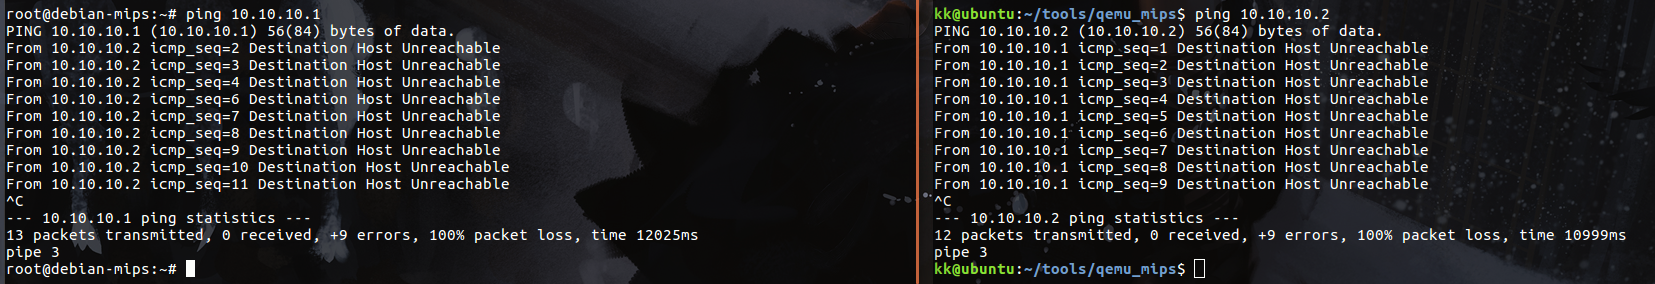 root@debian-mips:~# ping 10.10.10.1
PING 10.10.10.1 (10.10.10.1) 56(84) bytes of data.
From 10.10.10.2 icmp_seq=2 Destination Host Unreachable
From 10.10.10.2 icmp_seq=3 Destination Host Unreachable
From 10.10.10.2 icmp_seq=4 Destination Host Unreachable
From 10.10.10.2 icmp_seq=6 Destination Host Unreachable
From 10.10.10.2 icmp_seq=7 Destination Host Unreachable
From 10.10.10.2 icmp_seq=8 Destination Host Unreachable
From 10.10.10.2 icmp_seq=9 Destination Host Unreachable
From 10.10.10.2 icmp_seq=10 Destination Host Unreachable
From 10.10.10.2 icmp_seq=11 Destination Host Unreachable
^C
--- 10.10.10.1 ping statistics ---
13 packets transmitted, 0 received, +9 errors, 100% packet loss, time 12025ms
pipe 3
root@debian-mips:~#
kk@ubuntu:~/tools/qemu_mips$ ping 10.10.10.2
PING 10.10.10.2 (10.10.10.2) 56(84) bytes of data.
From 10.10.10.1 icmp_seq=1 Destination Host Unreachable
From 10.10.10.1 icmp_seq=2 Destination Host Unreachable
From 10.10.10.1 icmp_seq=3 Destination Host Unreachable
From 10.10.10.1 icmp_seq=4 Destination Host Unreachable
From 10.10.10.1 icmp_seq=5 Destination Host Unreachable
From 10.10.10.1 icmp_seq=6 Destination Host Unreachable
From 10.10.10.1 icmp_seq=7 Destination Host Unreachable
From 10.10.10.1 icmp_seq=8 Destination Host Unreachable
From 10.10.10.1 icmp_seq=9 Destination Host Unreachable
^C
--- 10.10.10.2 ping statistics ---
12 packets transmitted, 0 received, +9 errors, 100% packet loss, time 10999ms
pipe 3
kk@ubuntu:~/tools/qemu_mips$